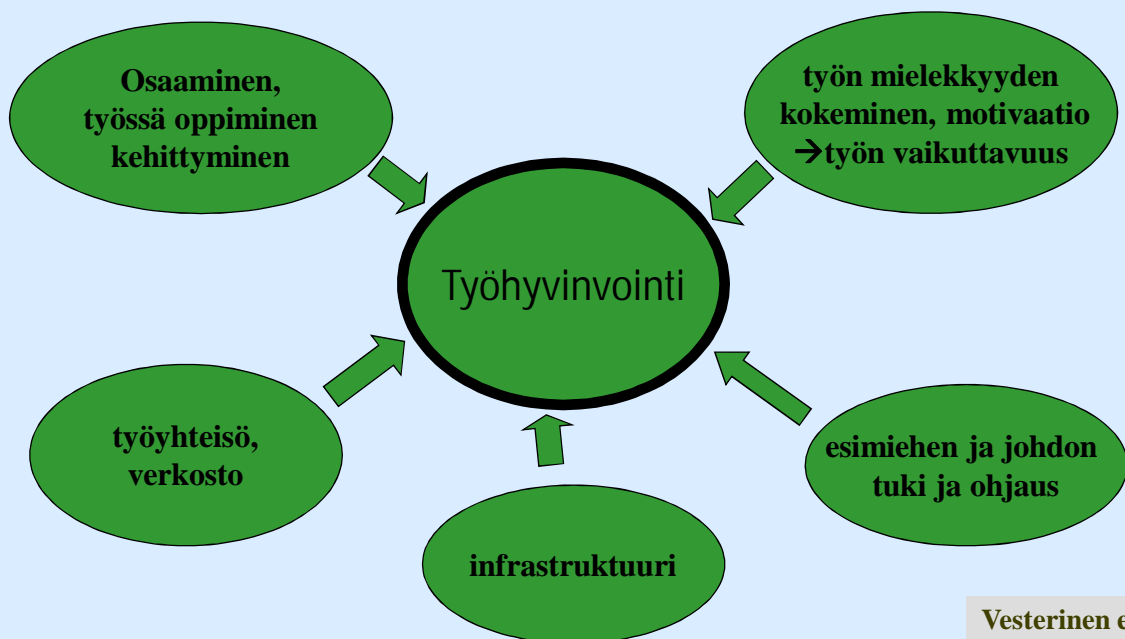 Osaaminen,
työssä oppiminen
kehittyminen
työn mielekkyyden
kokeminen, motivaatio
→työn vaikuttavuus
Työhyvinvointi
työyhteisö,
verkosto
esimiehen ja johdon
tuki ja ohjaus
infrastruktuuri
Vesterinen e